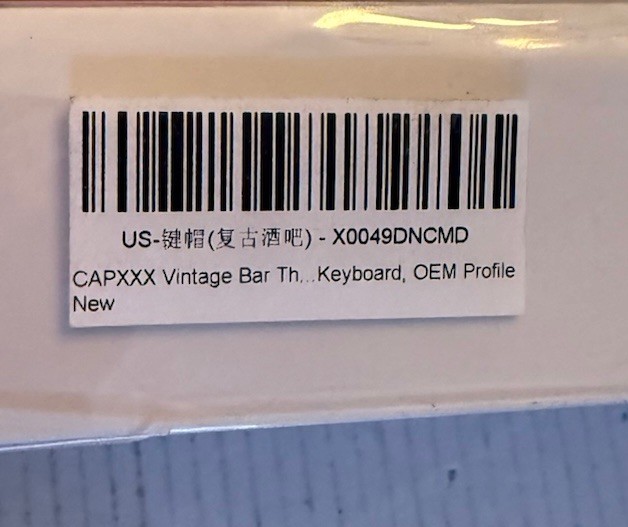 US-键帽(复古酒吧) - X0049DNCMD
CAPXXX Vintage Bar Th...Keyboard, OEM Profile
New